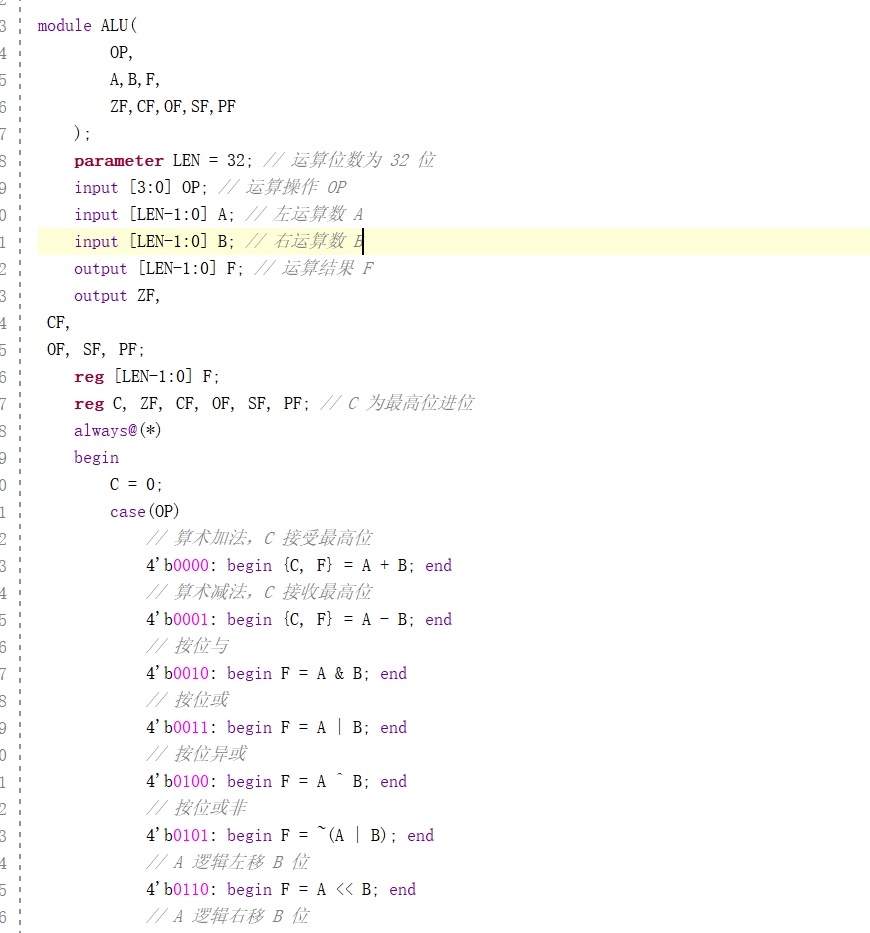 3 module ALU(
4 OP,
5 A,B,F,
6 ZF,CF,OF,SF,PF
7 );
8 parameter LEN = 32; // 运算位数为 32 位
9 input [3:0] OP; // 运算操作 OP
0 input [LEN-1:0] A; // 左运算数 A
1 input [LEN-1:0] B; // 右运算数 B
2 output [LEN-1:0] F; // 运算结果 F
3 output ZF,
4 CF,
5 OF, SF, PF;
6 reg [LEN-1:0] F;
7 reg C, ZF, CF, OF, SF, PF; // C 为最高位进位
8 always@(*)
9 begin
0 C = 0;
1 case(OP)
2 // 算术加法，C 接受最高位
3 4'b0000: begin {C, F} = A + B; end
4 // 算术减法，C 接收最高位
5 4'b0001: begin {C, F} = A - B; end
6 // 按位与
7 4'b0010: begin F = A & B; end
8 // 按位或
9 4'b0011: begin F = A | B; end
0 // 按位异或
1 4'b0100: begin F = A ^ B; end
2 // 按位或非
3 4'b0101: begin F = ~(A | B); end
4 // A 逻辑左移 B 位
5 4'b0110: begin F = A << B; end
6 // A 逻辑右移 B 位